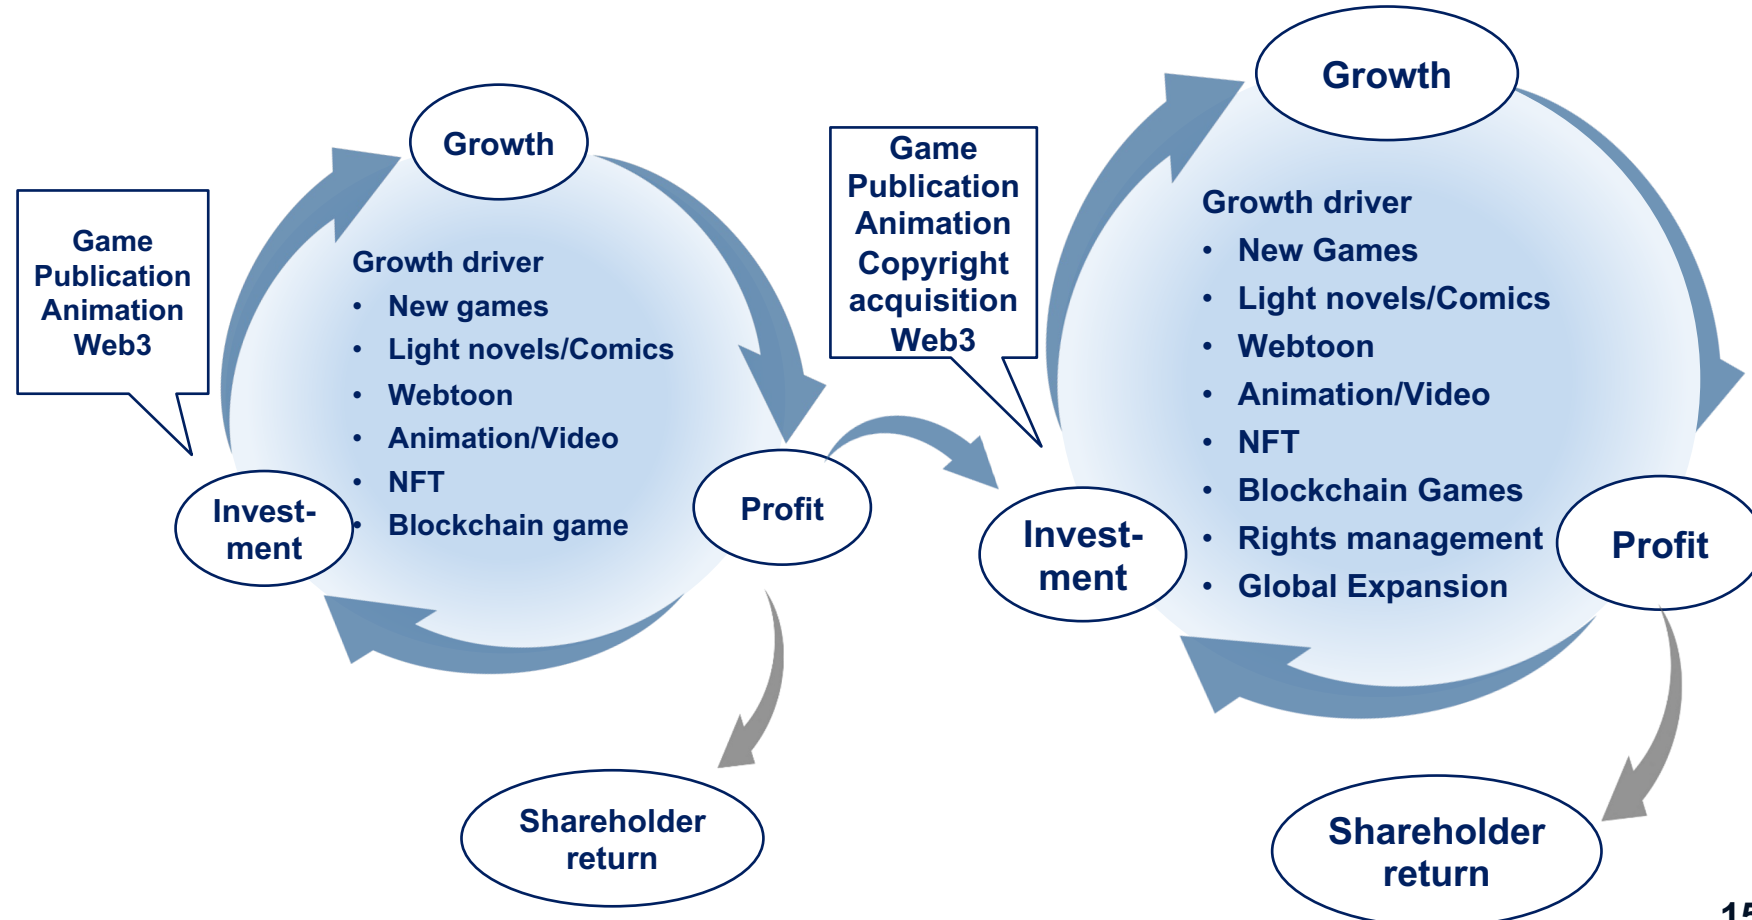 Growth
Game
Publication
Animation
Web3
Growth driver
• New games
• Light novels/Comics
• Webtoon
• Animation/Video
• NFT
• Blockchain game
Invest-
ment
Profit
Shareholder
return
Growth
Game
Publication
Animation
Copyright
acquisition
Web3
Growth driver
• New Games
• Light novels/Comics
• Webtoon
• Animation/Video
• NFT
• Blockchain Games
• Rights management
• Global Expansion
Invest-
ment
Profit
Shareholder
return